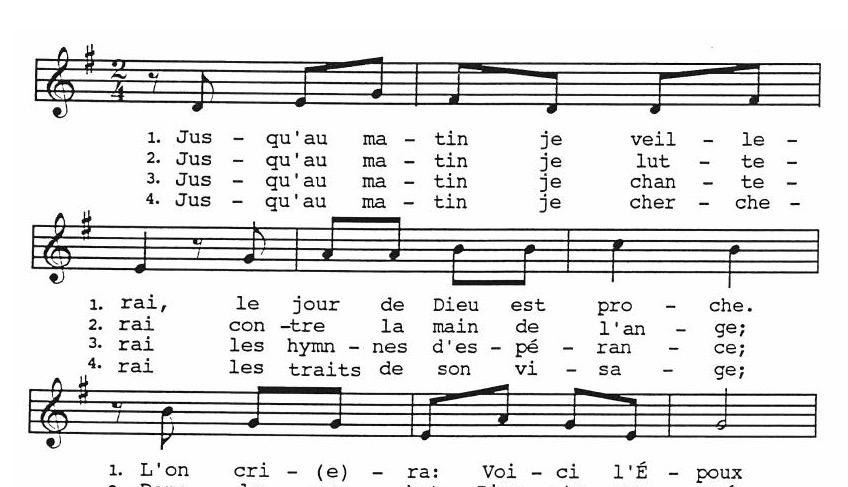 2
4
1. Jus - qu'au ma - tin je veil - le -
2. Jus - qu'au ma - tin je lut - te -
3. Jus - qu'au ma - tin je chan - te -
4. Jus - qu'au ma - tin je cher - che -
1. rai, le jour de Dieu est pro - che.
2. rai con - tre la main de l'an - ge;
3. rai les hymn - nes d'es - pé - ran - ce;
4. rai les traits de son vi - sa - ge;
1. L'on cri - (e) - ra: Voi - ci l'É - poux